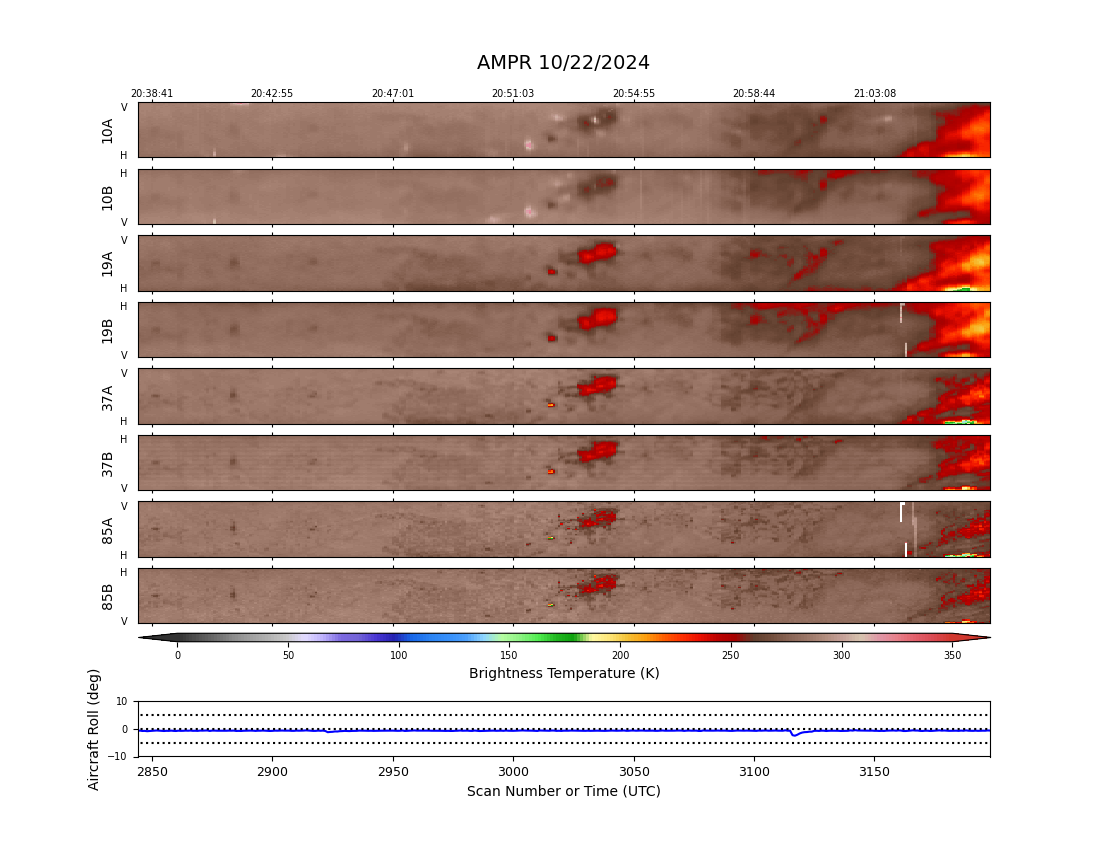 AMPR 10/22/2024
20:38:41 20:42:55 20:47:01 20:51:03 20:54:55 20:58:44 21:03:08
V
10A
H
H
10B
V
V
19A
H
H
19B
V
V
37A
H
H
37B
V
V
85A
H
H
85B
V
0 50 100 150 200 250 300 350
Brightness Temperature (K)
Aircraft Roll (deg)
10
0
−10
2850 2900 2950 3000 3050 3100 3150
Scan Number or Time (UTC)